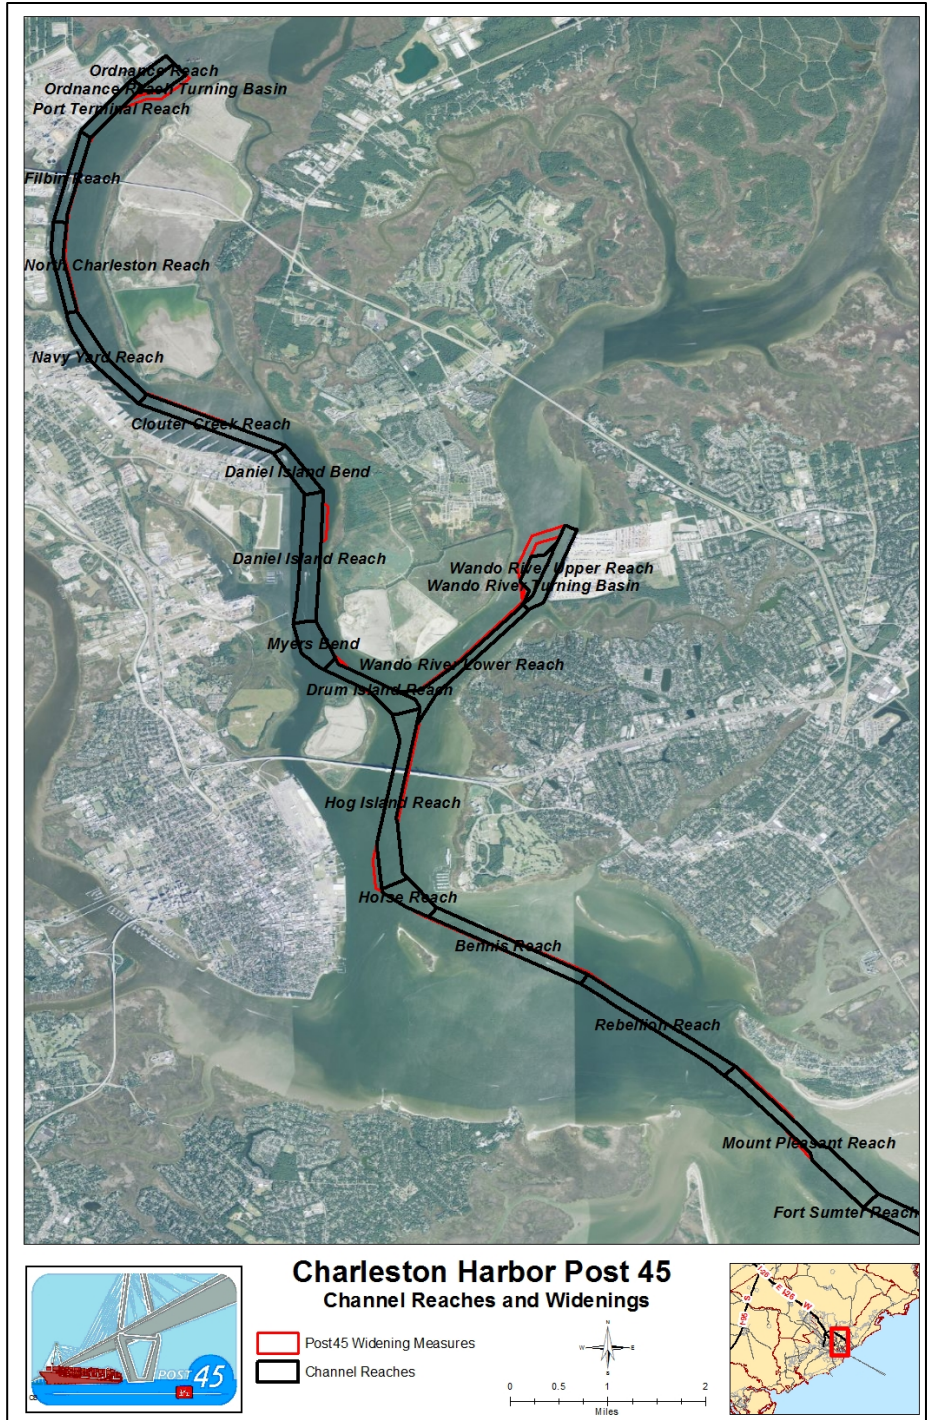 Ordnance Reach
Ordnance Reach Turning Basin
Port Terminal Reach
Filbin Reach
North Charleston Reach
Navy Yard Reach
Clouter Creek Reach
Daniel Island Bend
Daniel Island Reach
Wando River Upper Reach
Wando River Turning Basin
Myers Bend
Wando River Lower Reach
Drum Island Reach
Hog Island Reach
Horse Reach
Bennis Reach
Rebellion Reach
Mount Pleasant Reach
Fort Sumter Reach
Charleston Harbor Post 45
Channel Reaches and Widenings
Post45 Widening Measures
Channel Reaches
N
W
E
S
0 0.5 1 2
Miles
POST 45
I-26
E I-26 W
I-95 S